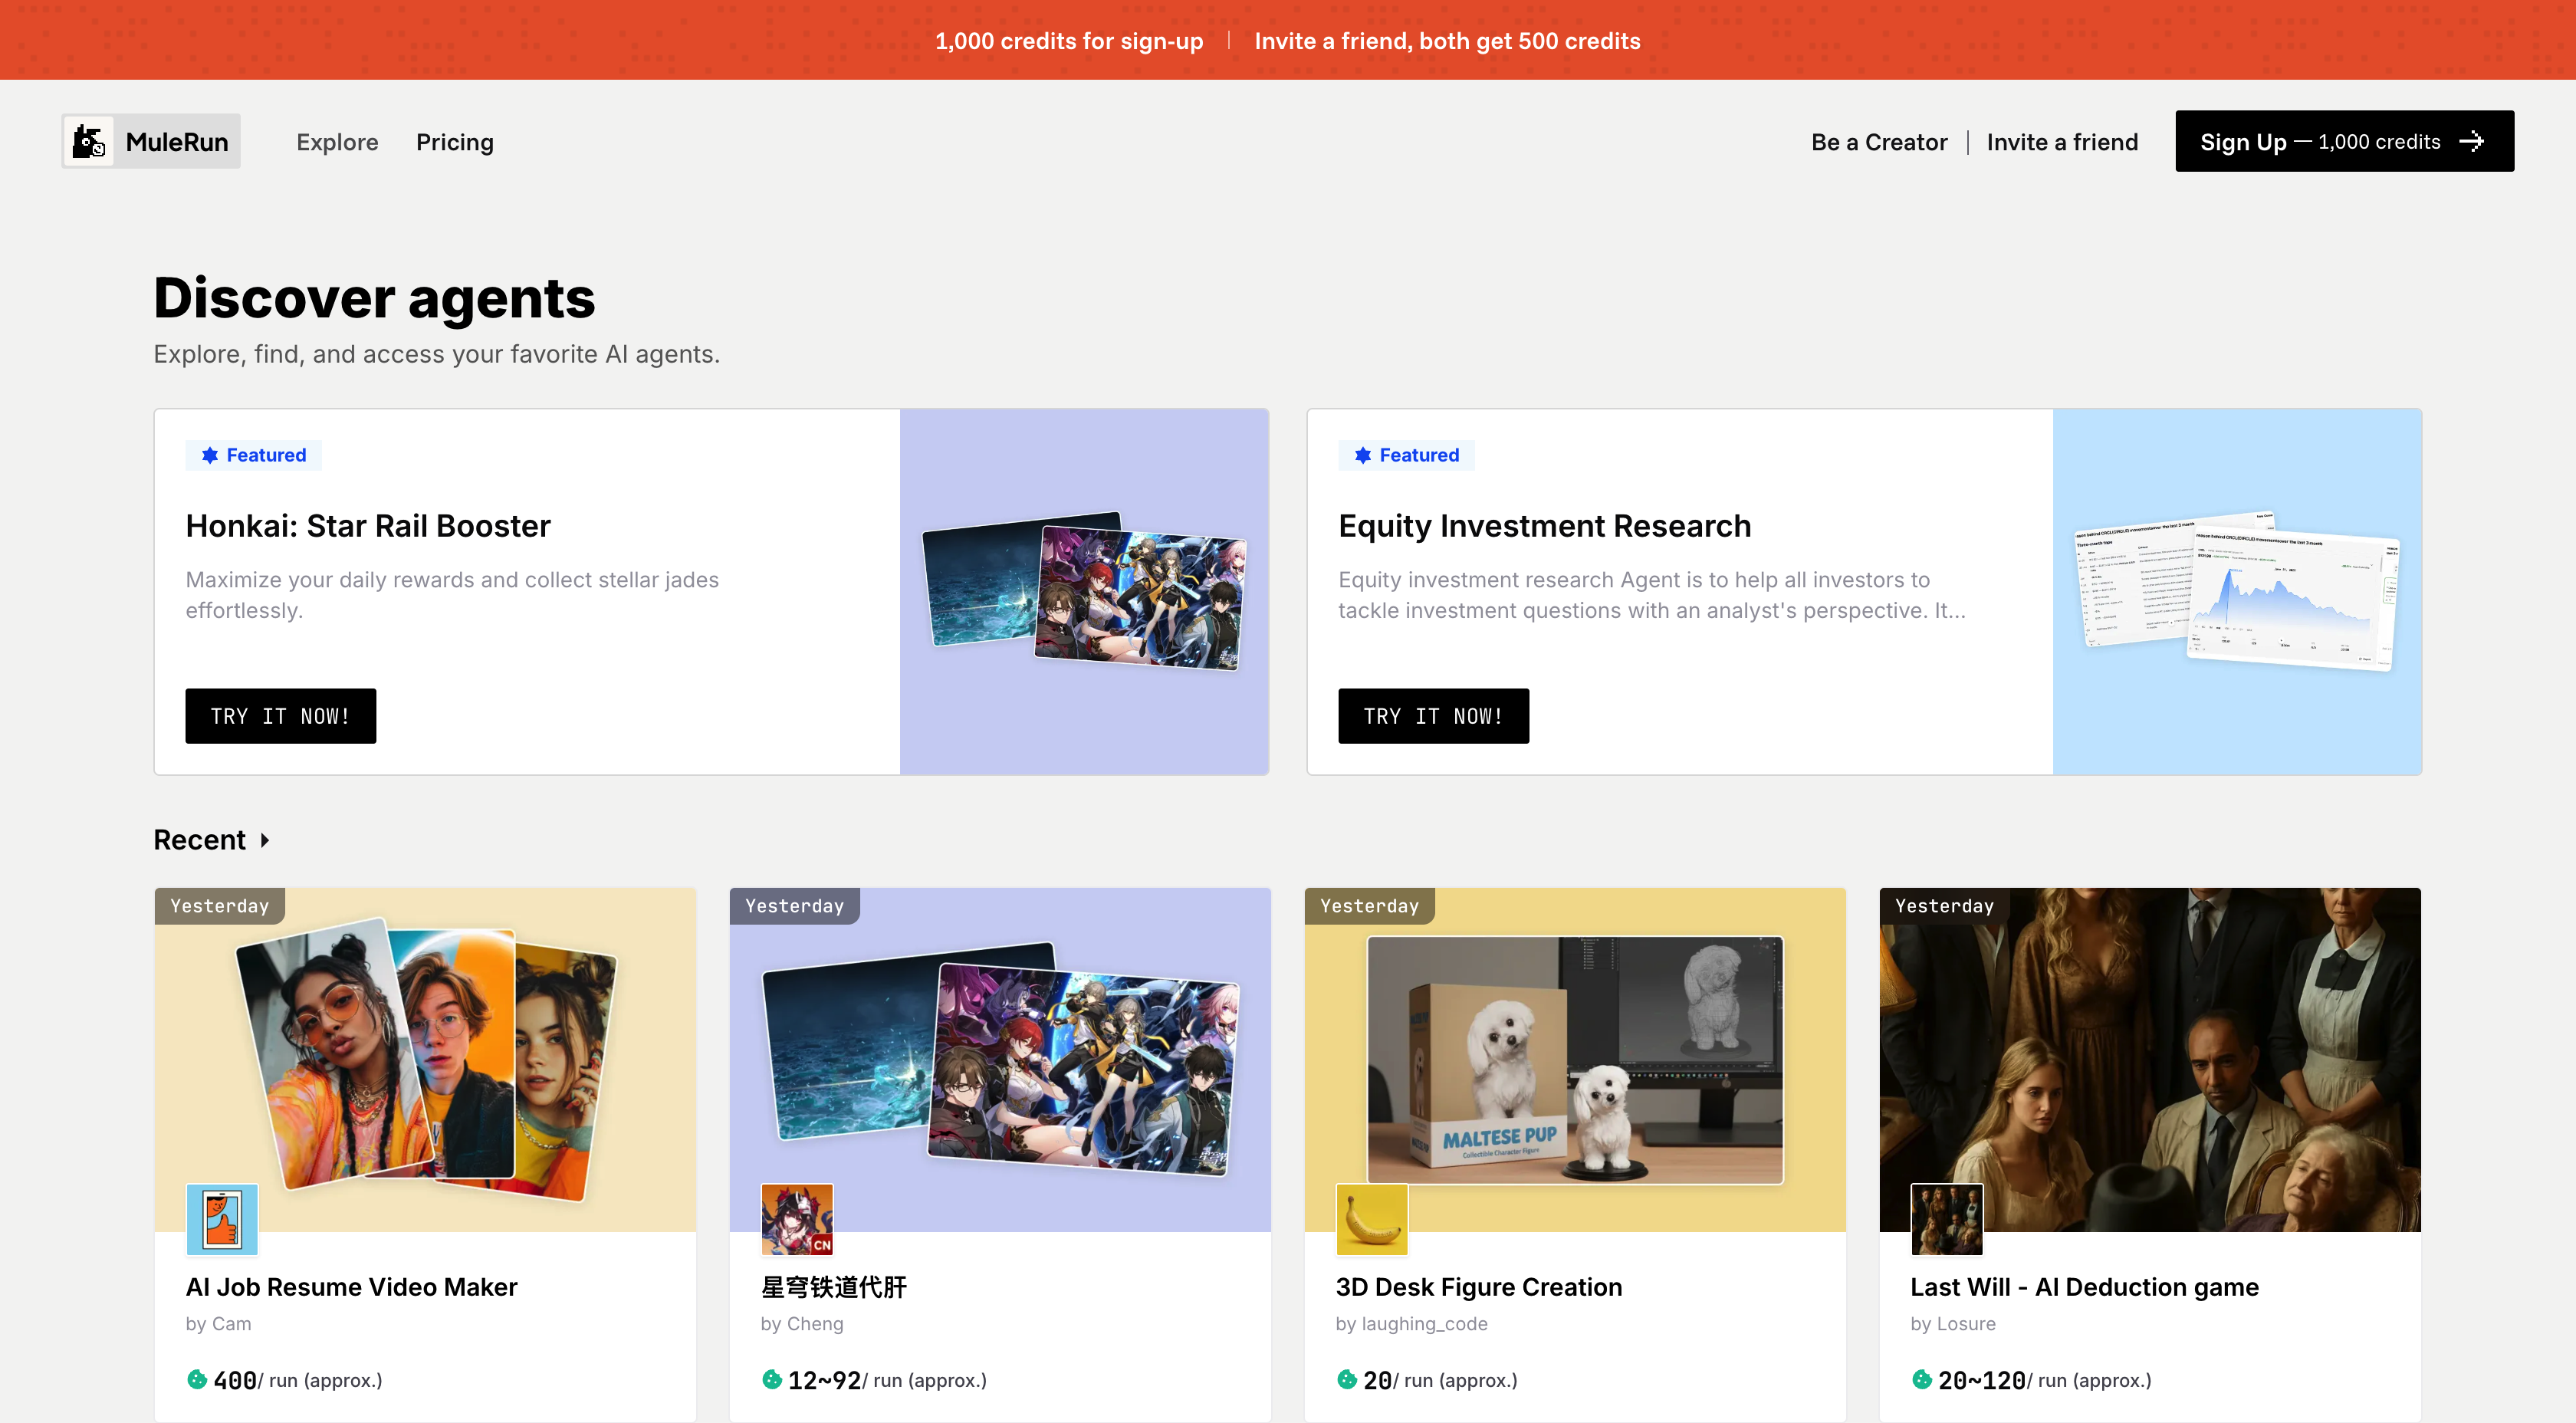 1,000 credits for sign-up | Invite a friend, both get 500 credits
MuleRun
Explore
Pricing
Be a Creator | Invite a friend
Sign Up — 1,000 credits →
Discover agents
Explore, find, and access your favorite AI agents.
Featured
Honkai: Star Rail Booster
Maximize your daily rewards and collect stellar jades
effortlessly.
TRY IT NOW!
Featured
Equity Investment Research
Equity investment research Agent is to help all investors to
tackle investment questions with an analyst's perspective. It...
TRY IT NOW!
Recent
Yesterday
AI Job Resume Video Maker
by Cam
400/ run (approx.)
Yesterday
CN
星穹铁道代肝
by Cheng
12~92/ run (approx.)
Yesterday
MALTESE PUP
Collectible Character Figure
3D Desk Figure Creation
by laughing_code
20/ run (approx.)
Yesterday
Last Will - AI Deduction game
by Losure
20~120/ run (approx.)